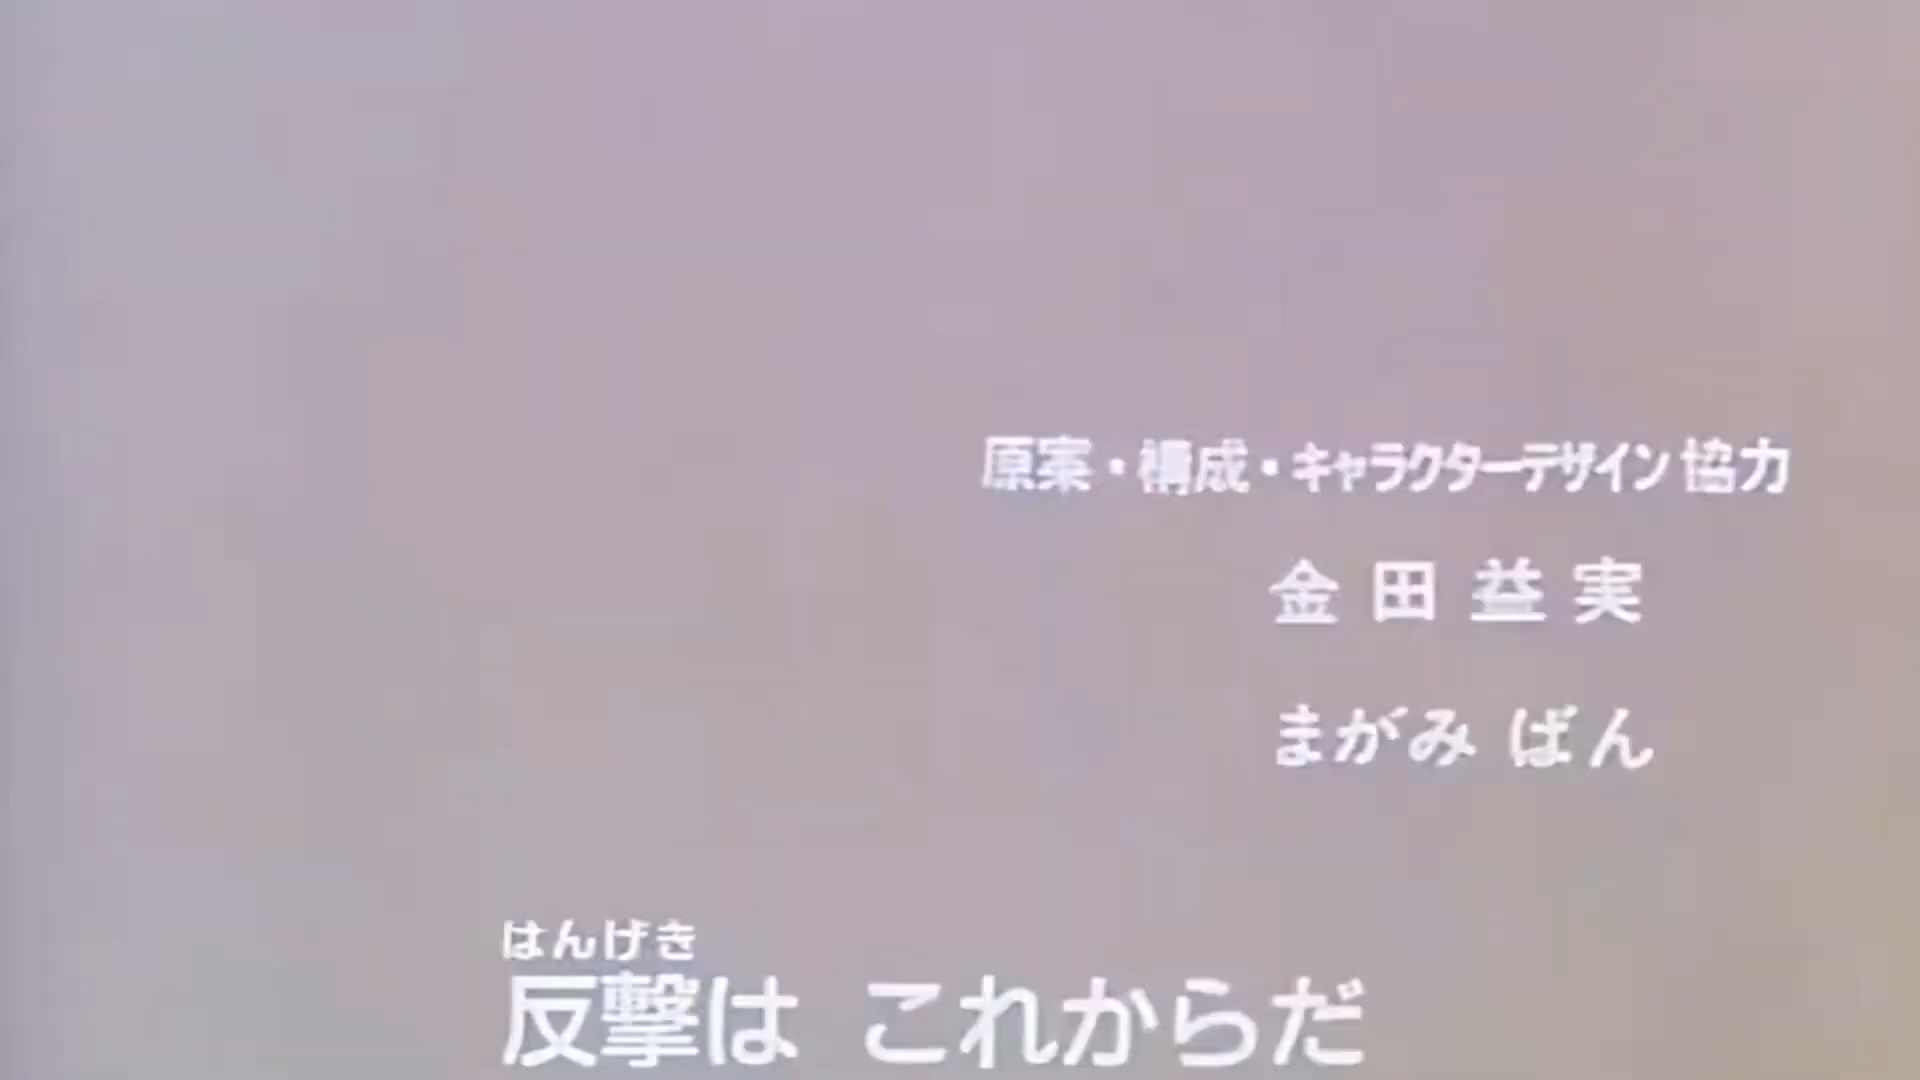 原案・構成・キャラクターデザイン協力
金田益実
まがみ ばん
はんげき
反撃は これからだ